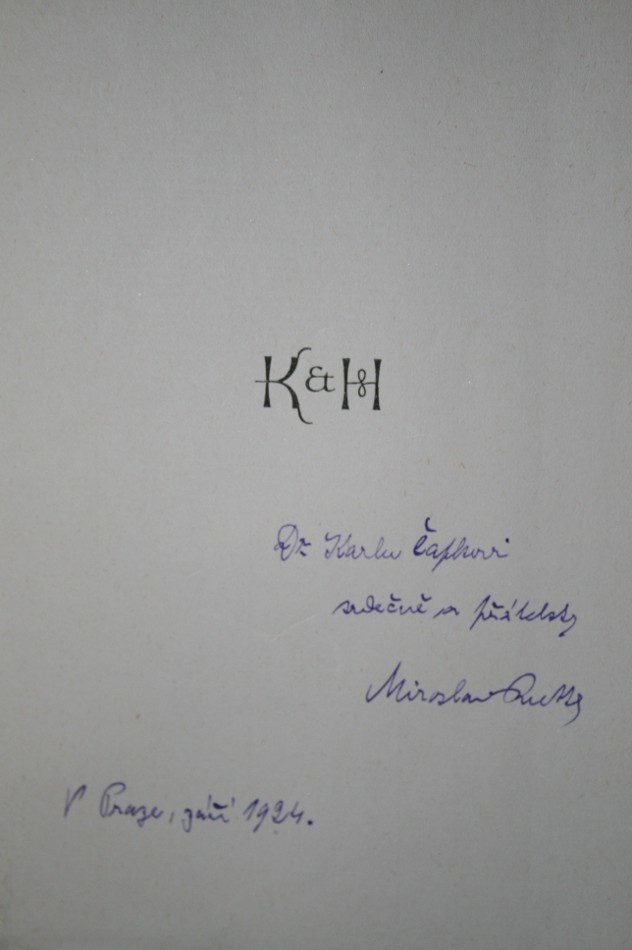 K & H
Dr Karlu Čapkovi
srdečně a přátelsky
Miroslav Rutte
V Praze, září 1924.